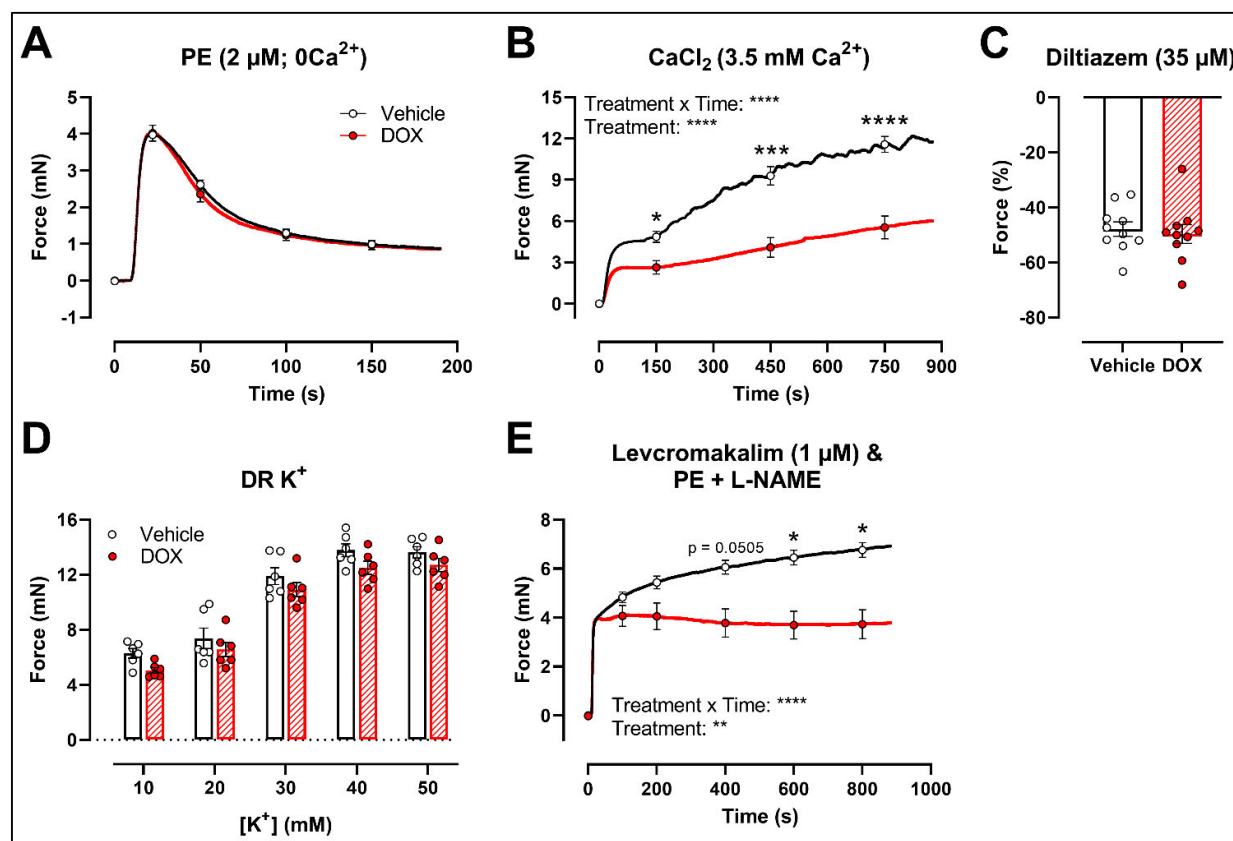 A
PE (2 µM; 0Ca²⁺)
Force (mN)
5
4
3
2
1
0
-1
Vehicle
DOX
0 50 100 150 200
Time (s)
B
CaCl₂ (3.5 mM Ca²⁺)
Force (mN)
15
12
9
6
3
0
Treatment x Time: ****
Treatment: ****
*
***
****
0 150 300 450 600 750 900
Time (s)
C
Diltiazem (35 µM)
Force (%)
0
-20
-40
-60
-80
Vehicle DOX
D
DR K⁺
Force (mN)
16
12
8
4
0
Vehicle
DOX
10 20 30 40 50
[K⁺] (mM)
E
Levcromakalim (1 µM) &
PE + L-NAME
Force (mN)
8
6
4
2
0
p = 0.0505
*
*
Treatment x Time: ****
Treatment: **
0 200 400 600 800 1000
Time (s)